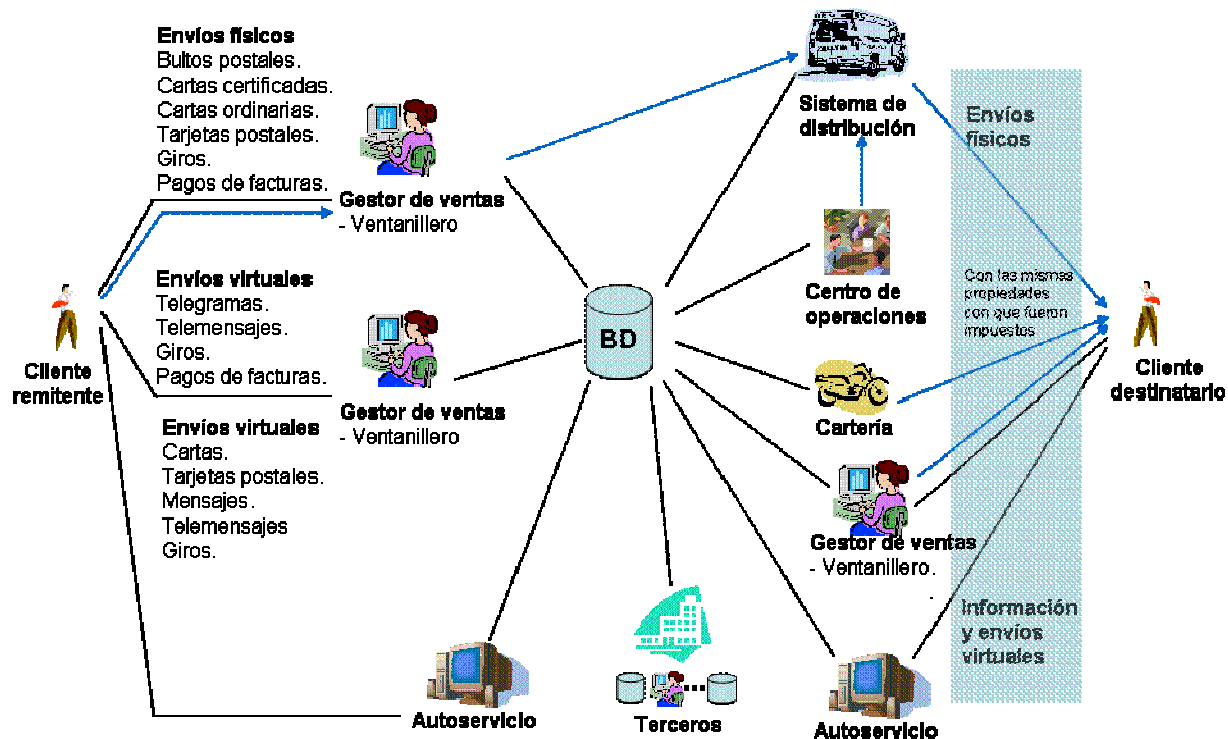 Envíos físicos
Bultos postales.
Cartas certificadas.
Cartas ordinarias.
Tarjetas postales.
Giros.
Pagos de facturas.
Gestor de ventas
- Ventanillero
Envíos virtuales
Telegramas.
Telemensajes.
Giros.
Pagos de facturas.
Gestor de ventas
- Ventanillero
Cliente
remitente
Envíos virtuales
Cartas.
Tarjetas postales.
Mensajes.
Telemensajes
Giros.
Autoservicio
BD
Terceros
Sistema de
distribución
Centro de
operaciones
Cartería
Gestor de ventas
- Ventanillero.
Autoservicio
Envíos
físicos
Con las mismas
propiedades
con que fueron
impuestos
Información
y envíos
virtuales
Cliente
destinatario